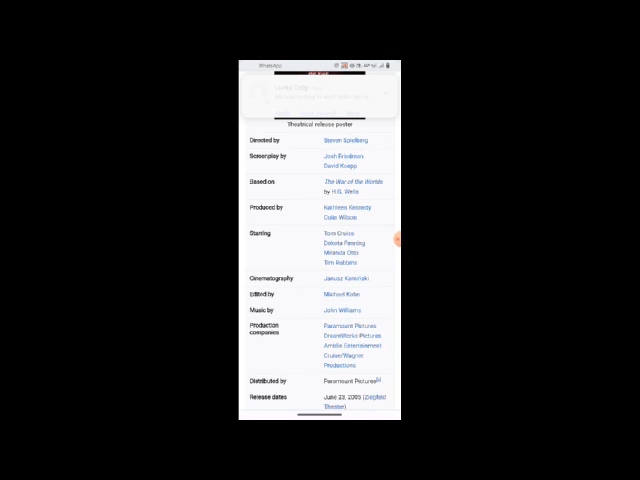 WhatsApp
Theatrical release poster
Directed by Steven Spielberg
Screenplay by Josh Friedman
David Koepp
Based on The War of the Worlds
by H.G. Wells
Produced by Kathleen Kennedy
Colin Wilson
Starring Tom Cruise
Dakota Fanning
Miranda Otto
Tim Robbins
Cinematography Janusz Kamiński
Edited by Michael Kahn
Music by John Williams
Production Paramount Pictures
companies DreamWorks Pictures
Amblin Entertainment
Cruise/Wagner
Productions
Distributed by Paramount Pictures
Release dates June 23, 2005 (Ziegfeld
Theater)